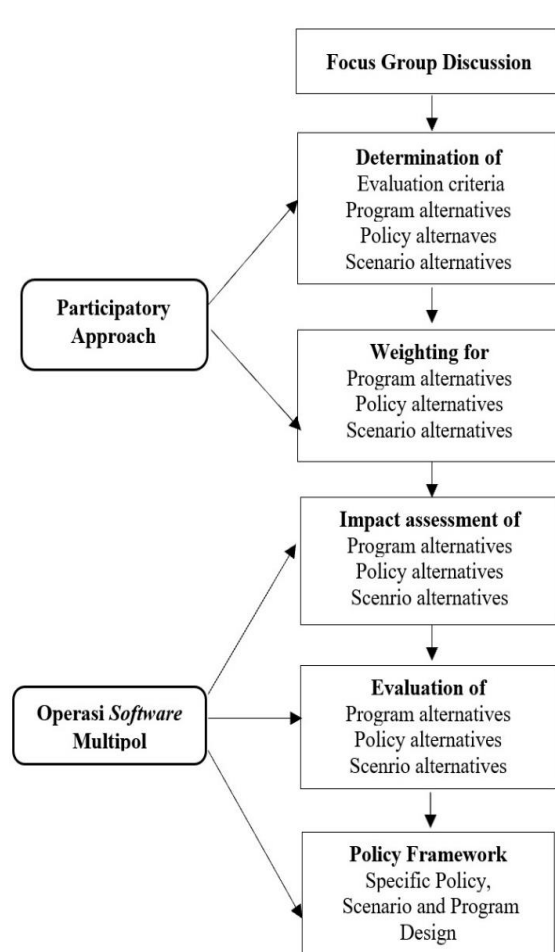 Focus Group Discussion
Determination of
Evaluation criteria
Program alternatives
Policy alternaves
Scenario alternatives
Participatory
Approach
Weighting for
Program alternatives
Policy alternatives
Scenario alternatives
Impact assessment of
Program alternatives
Policy alternatives
Scenrio alternatives
Operasi Software
Multipol
Evaluation of
Program alternatives
Policy alternatives
Scenrio alternatives
Policy Framework
Specific Policy,
Scenario and Program
Design